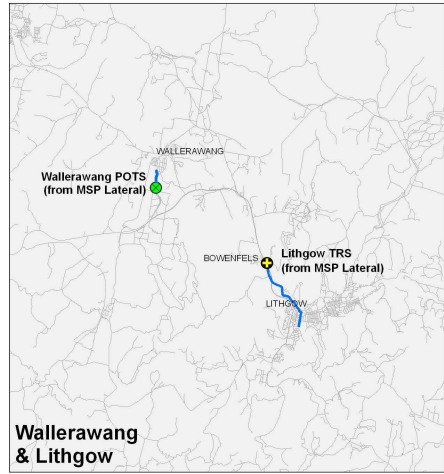 WALLERAWANG
Wallerawang POTS
(from MSP Lateral)
BOWENFELS
Lithgow TRS
(from MSP Lateral)
LITHGOW
Wallerawang
& Lithgow